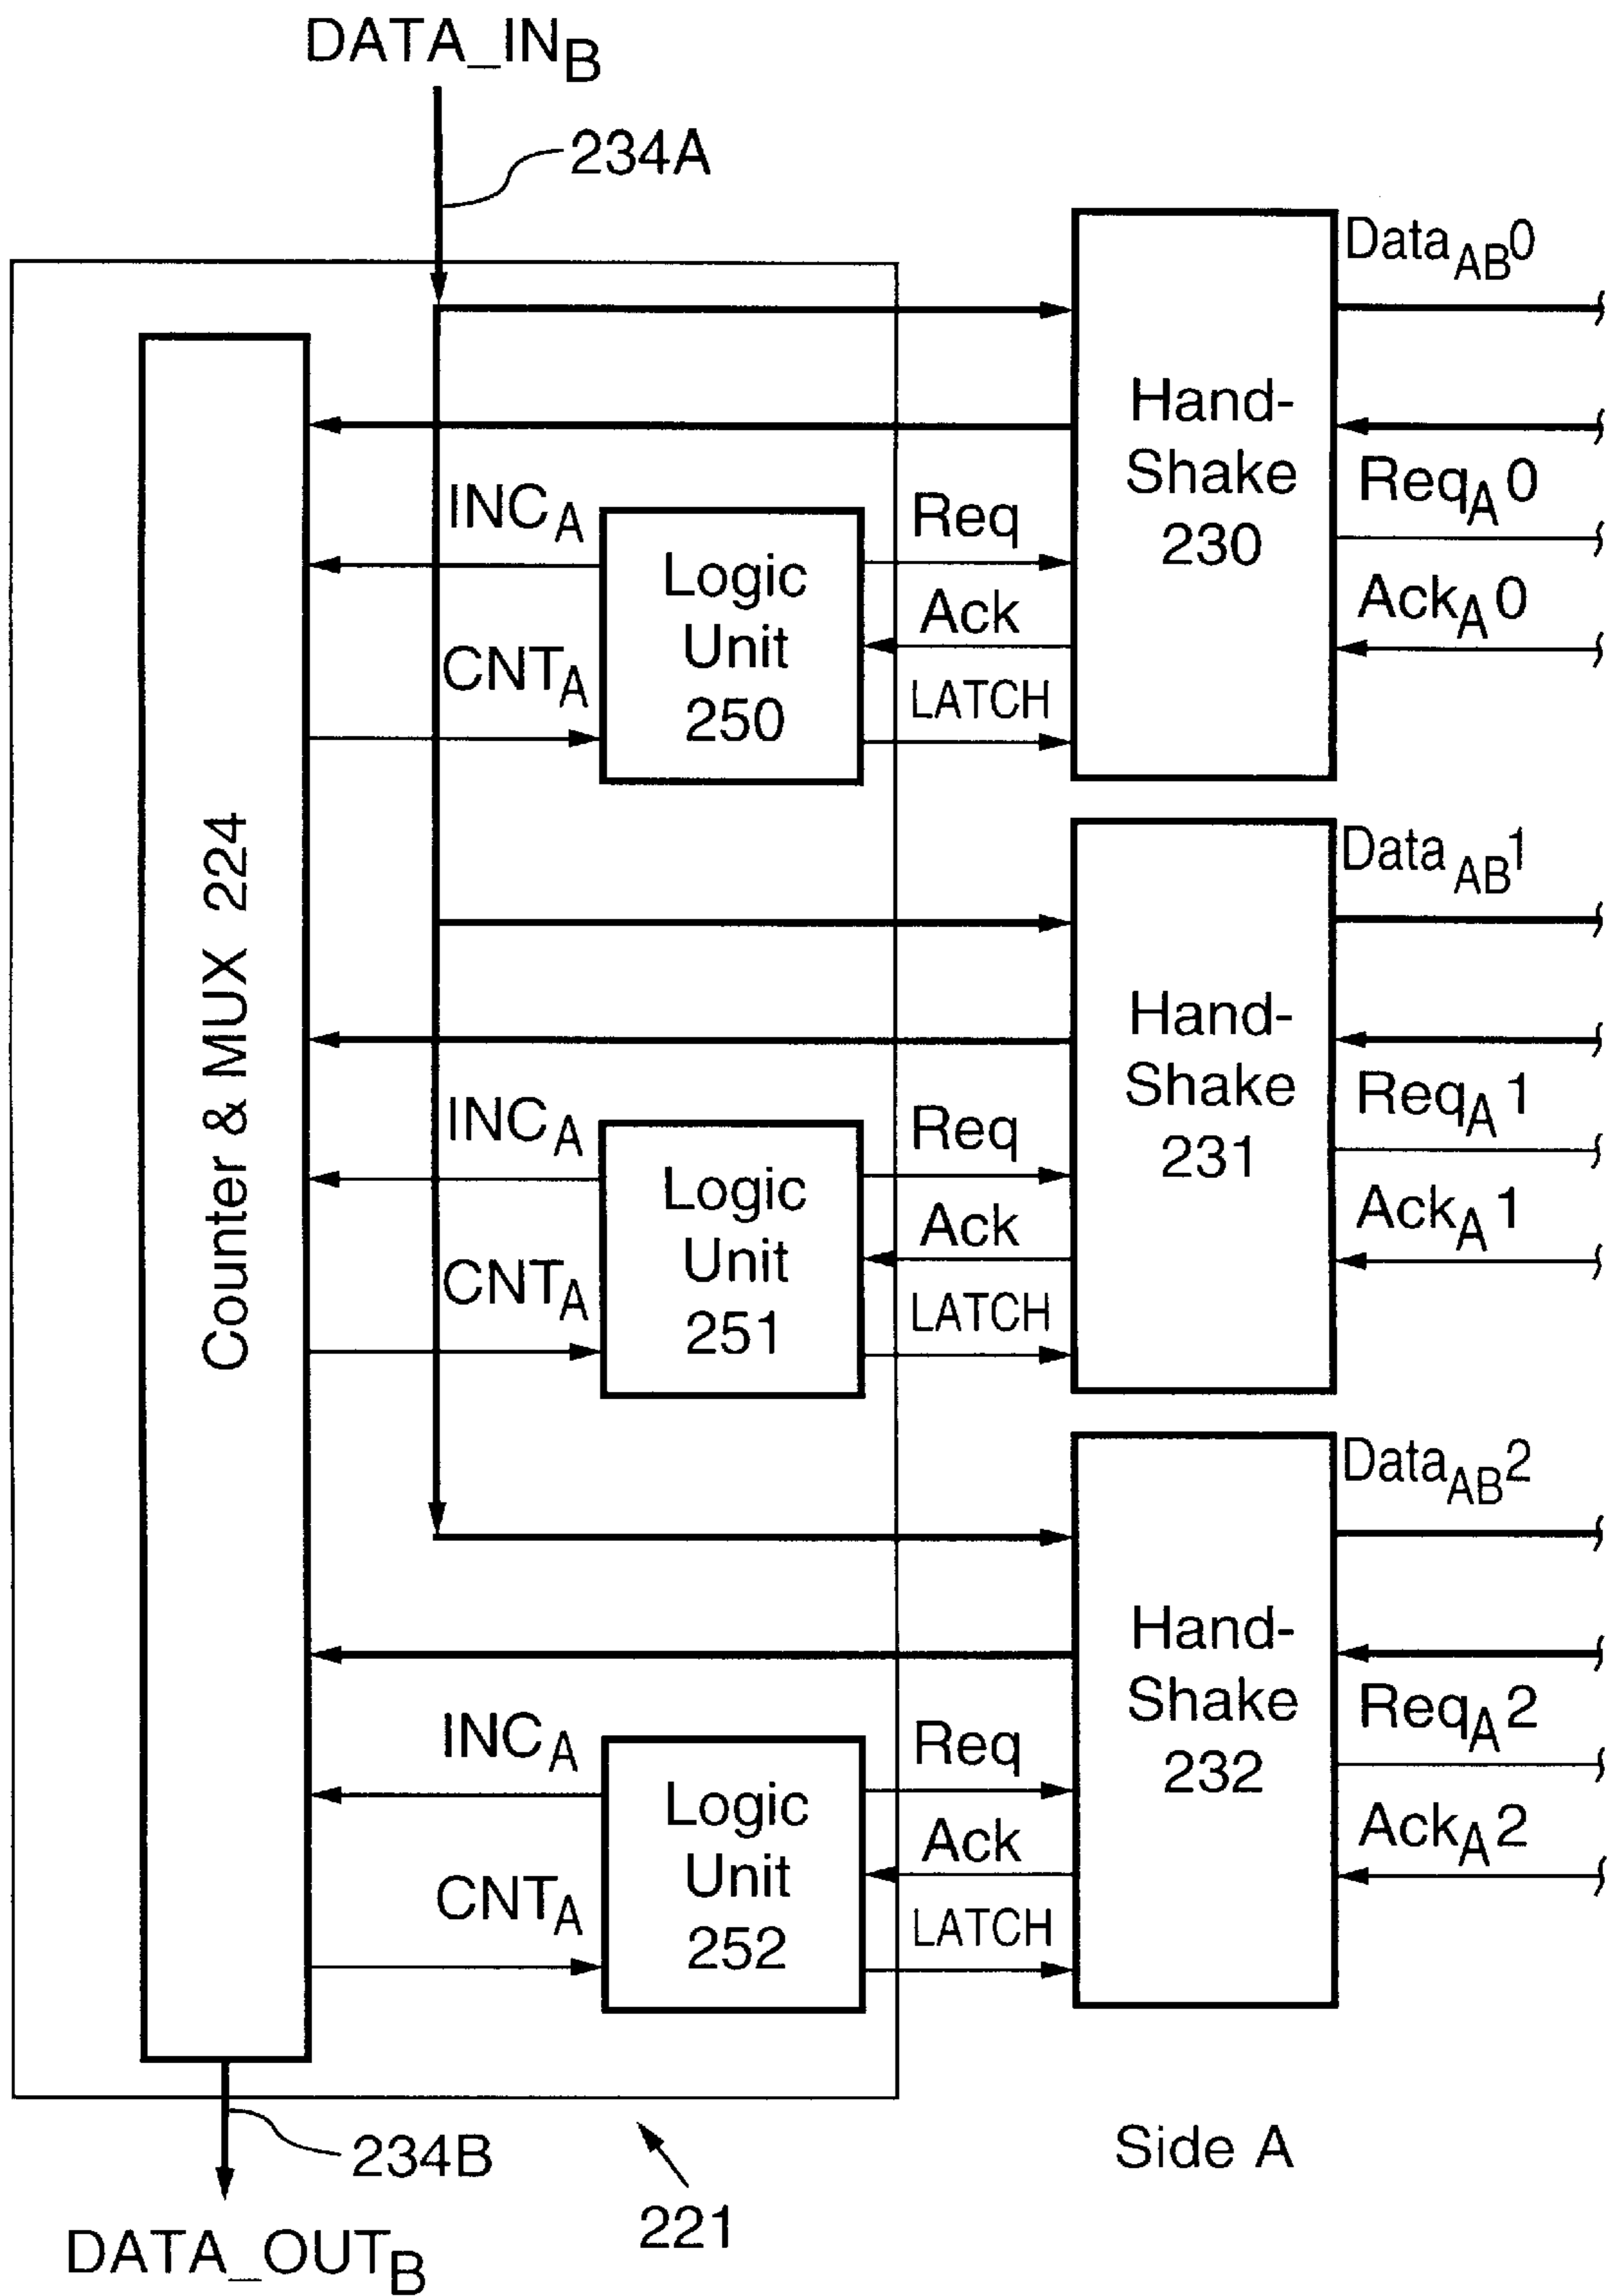 DATA_IN_B
234A
Data_AB0
Hand-
Shake
230
Req_A0
Ack_A0
INC_A
Logic
Unit
250
CNT_A
Req
Ack
LATCH
Counter & MUX 224
Data_AB1
Hand-
Shake
231
Req_A1
Ack_A1
INC_A
Logic
Unit
251
CNT_A
Req
Ack
LATCH
Data_AB2
Hand-
Shake
232
Req_A2
Ack_A2
INC_A
Logic
Unit
252
CNT_A
Req
Ack
LATCH
234B
221
Side A
DATA_OUT_B